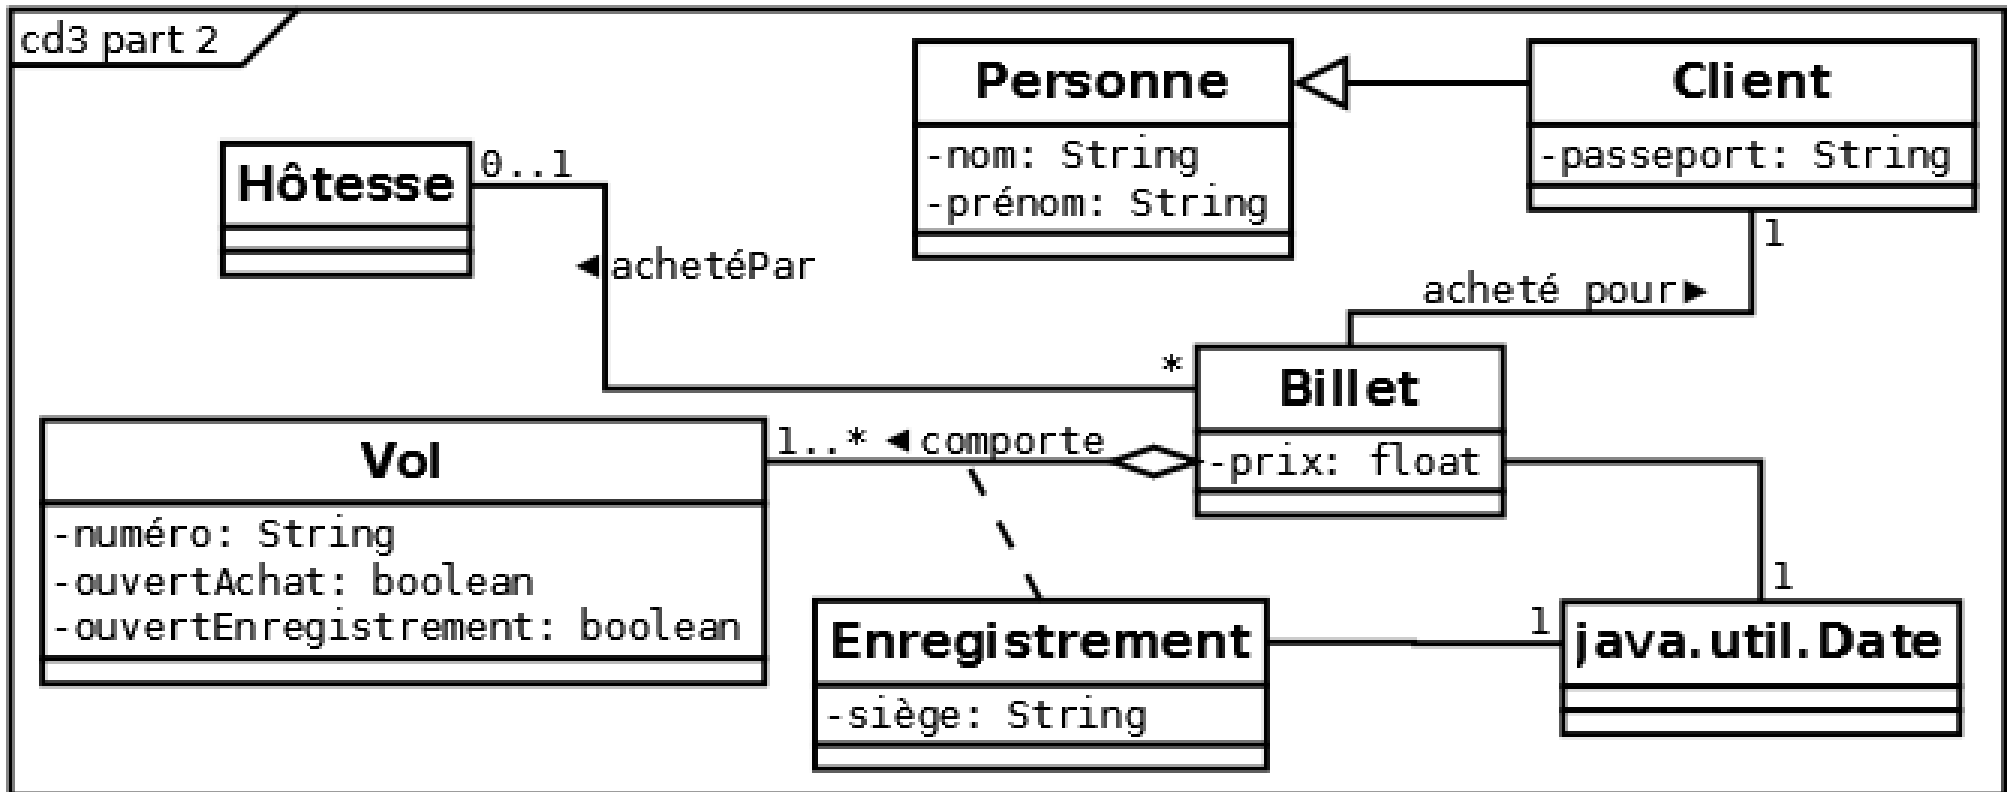 cd3 part 2
Personne
-nom: String
-prénom: String
Client
-passeport: String
1
Hôtesse
0..1
◄achetéPar
acheté pour►
*
Billet
-prix: float
Vol
-numéro: String
-ouvertAchat: boolean
-ouvertEnregistrement: boolean
1..* ◄comporte
Enregistrement
-siège: String
1
1
java.util.Date